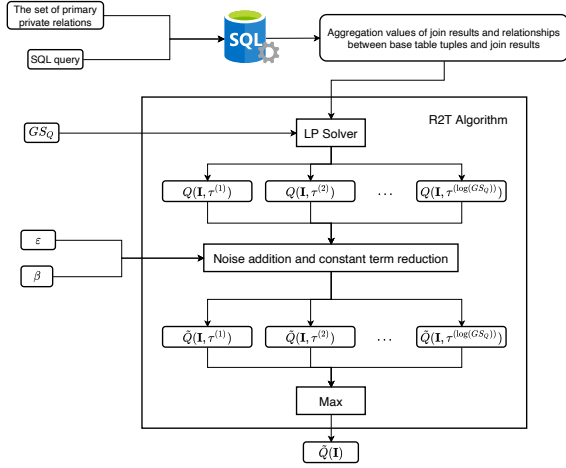 The set of primary
private relations
SQL query
SQL
Aggregation values of join results and relationships
between base table tuples and join results
R2T Algorithm
GS_Q
LP Solver
Q(I, τ^(1))
Q(I, τ^(2))
...
Q(I, τ^(log(GS_Q)))
ε
β
Noise addition and constant term reduction
Q̃(I, τ^(1))
Q̃(I, τ^(2))
...
Q̃(I, τ^(log(GS_Q)))
Max
Q̃(I)